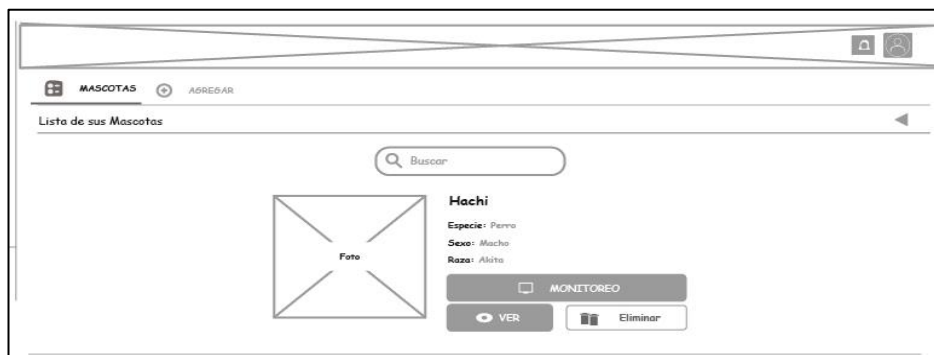 MASCOTAS AGREGAR
Lista de sus Mascotas
Buscar
Foto
Hachi
Especie: Perro
Sexo: Macho
Raza: Akita
MONITOREO
VER Eliminar